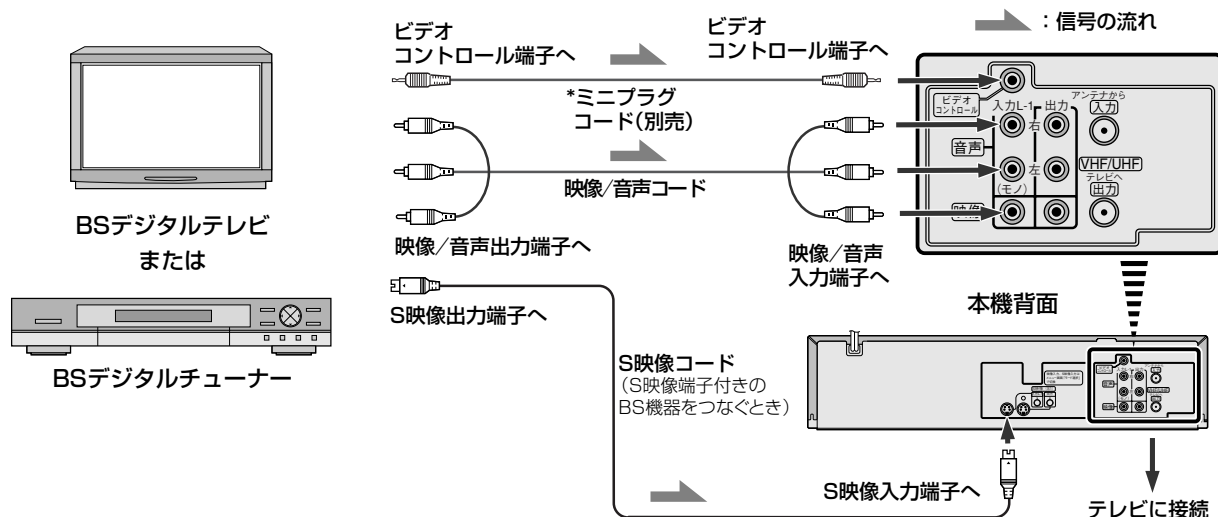 ビデオ
コントロール端子へ
ビデオ
コントロール端子へ
：信号の流れ
*ミニプラグ
コード（別売）
映像/音声コード
映像/音声出力端子へ
映像/音声
入力端子へ
ビデオ
コントロール
入力L-1
出力
アンテナから
入力
右
音声
左
(モノ)
VHF/UHF
テレビへ
出力
映像
BSデジタルテレビ
または
BSデジタルチューナー
S映像出力端子へ
本機背面
S映像コード
（S映像端子付きの
BS機器をつなぐとき）
S映像入力端子へ
テレビに接続